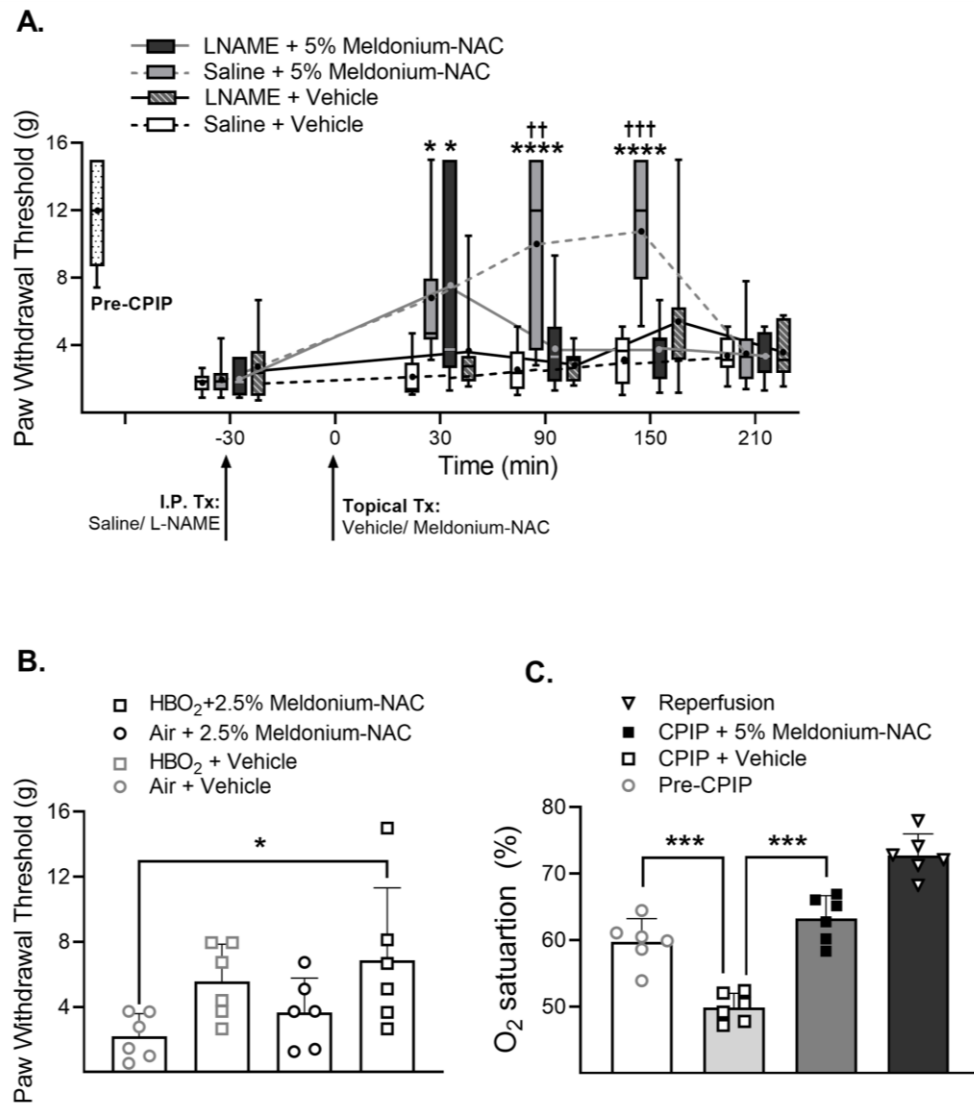 A.
LNAME + 5% Meldonium-NAC
Saline + 5% Meldonium-NAC
LNAME + Vehicle
Saline + Vehicle
Paw Withdrawal Threshold (g)
16
12
8
4
Pre-CPIP
* *
††
****
†††
****
-30 0 30 90 150 210
Time (min)
I.P. Tx:
Saline/ L-NAME
Topical Tx:
Vehicle/ Meldonium-NAC
B.
HBO₂+2.5% Meldonium-NAC
Air + 2.5% Meldonium-NAC
HBO₂ + Vehicle
Air + Vehicle
Paw Withdrawal Threshold (g)
16
12
8
4
*
C.
Reperfusion
CPIP + 5% Meldonium-NAC
CPIP + Vehicle
Pre-CPIP
O₂ satuartion (%)
80
70
60
50
*** ***